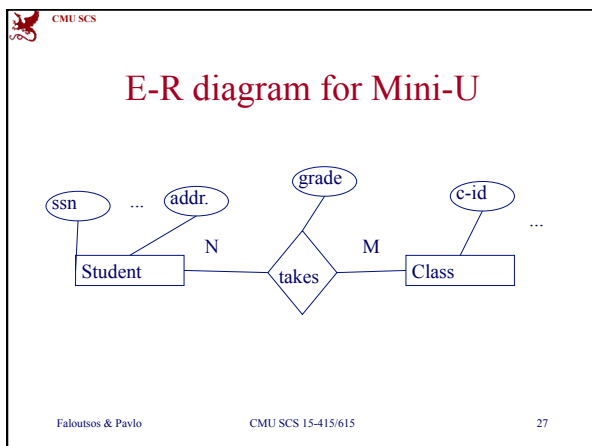 CMU SCS
E-R diagram for Mini-U
grade
c-id
ssn
...
addr.
...
N
M
Student
takes
Class
Faloutsos & Pavlo
CMU SCS 15-415/615
27